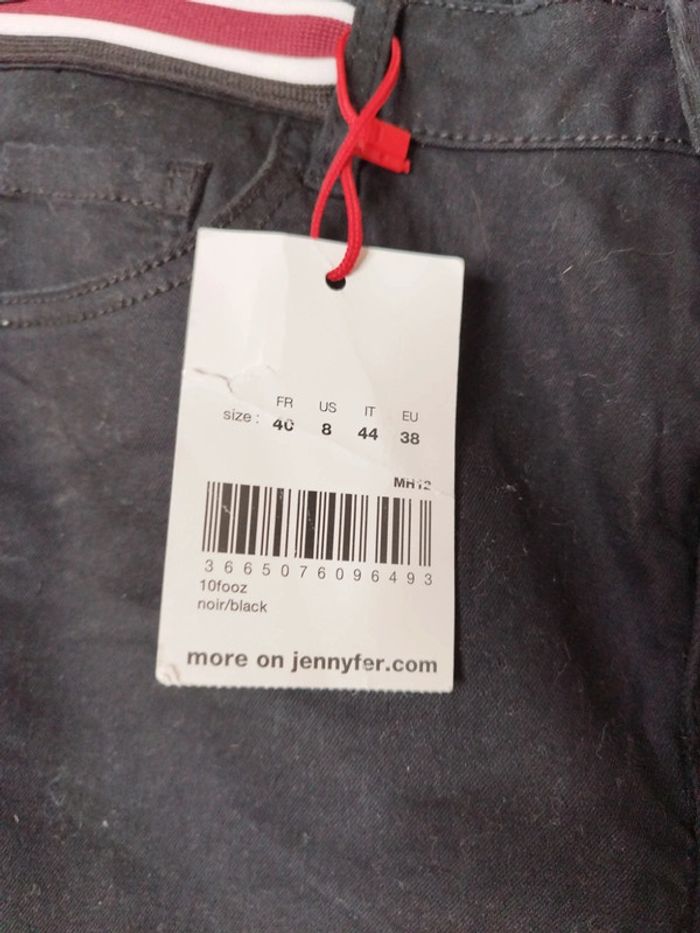 FR US IT EU
size : 40 8 44 38
MH12
3665076096493
10fooz
noir/black
more on jennyfer.com